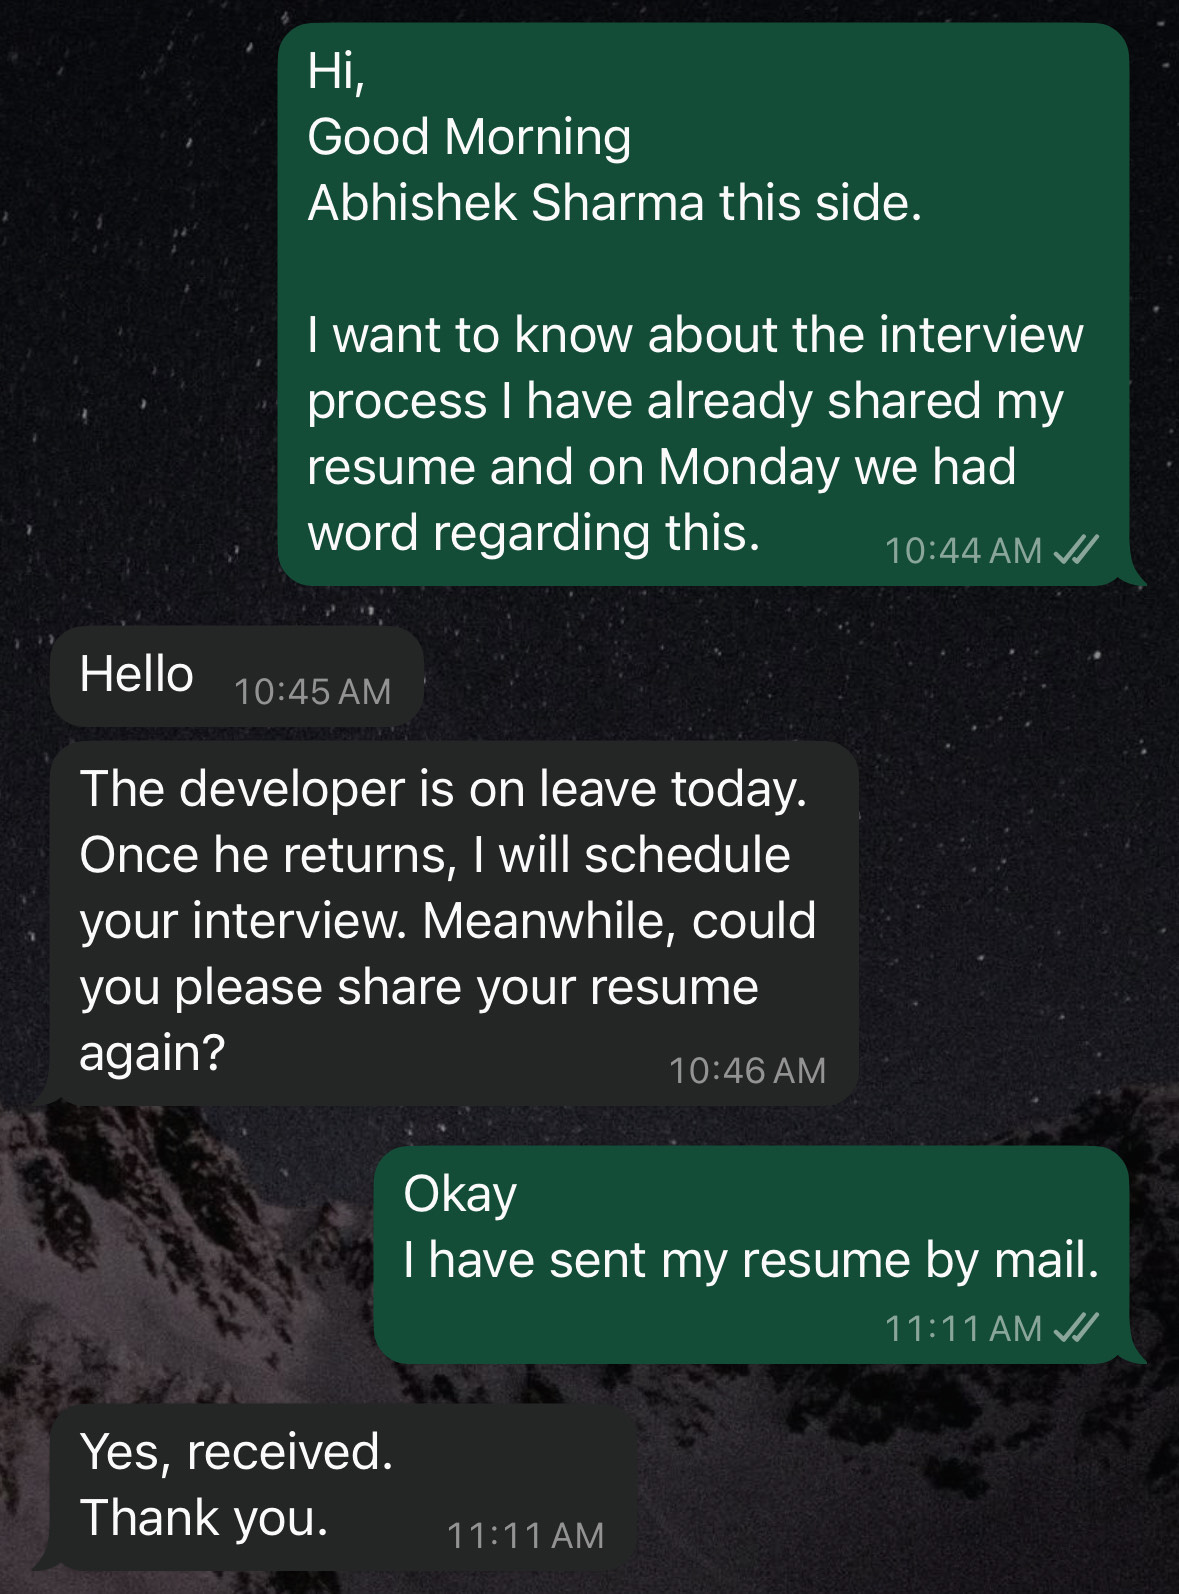 Hi,
Good Morning
Abhishek Sharma this side.
I want to know about the interview
process I have already shared my
resume and on Monday we had
word regarding this.
10:44 AM
Hello
10:45 AM
The developer is on leave today.
Once he returns, I will schedule
your interview. Meanwhile, could
you please share your resume
again?
10:46 AM
Okay
I have sent my resume by mail.
11:11 AM
Yes, received.
Thank you.
11:11 AM